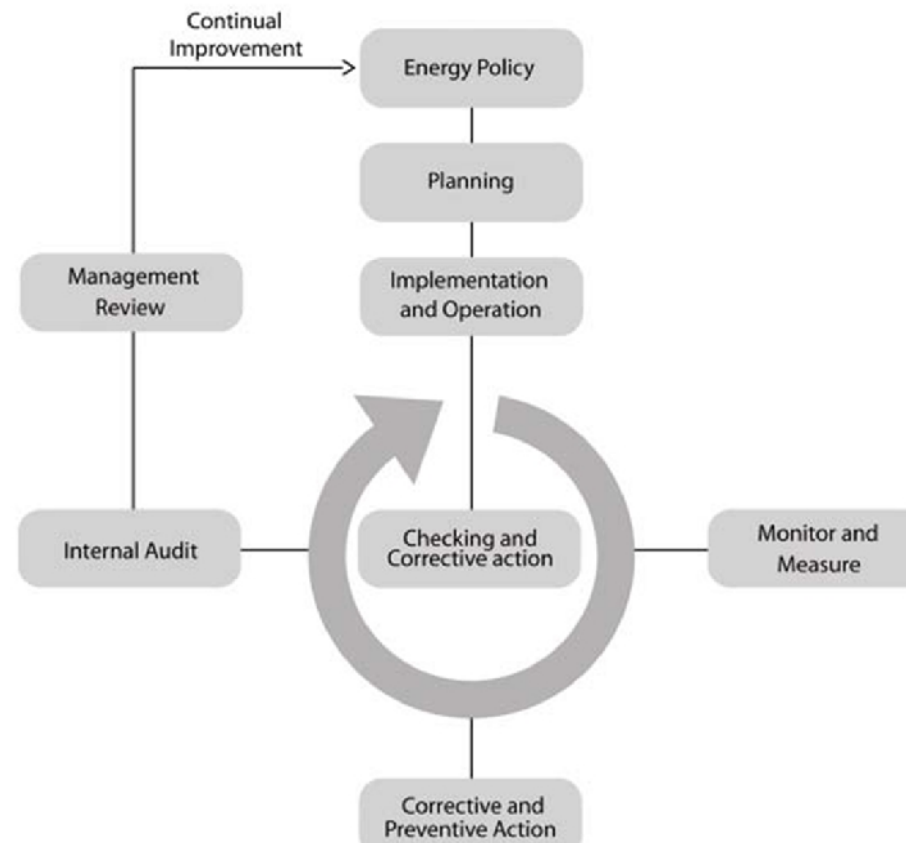 Continual
Improvement
Energy Policy
Planning
Management
Review
Implementation
and Operation
Internal Audit
Checking and
Corrective action
Monitor and
Measure
Corrective and
Preventive Action